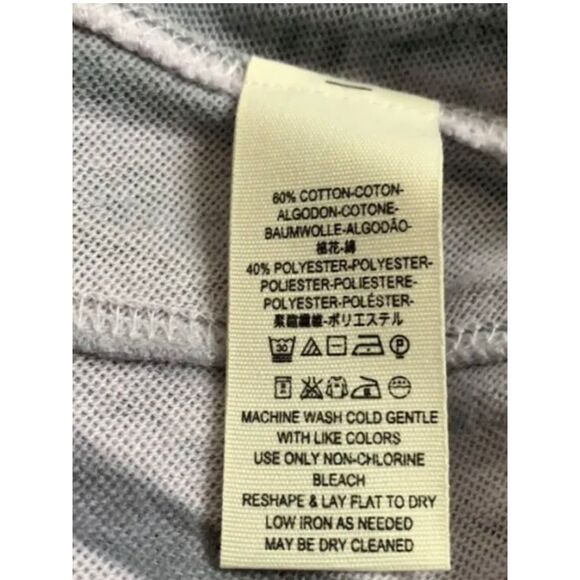 60% COTTON-COTON-
ALGODON-COTONE-
BAUMWOLLE-ALGODÃO-
棉花-綿
40% POLYESTER-POLYESTER-
POLIESTER-POLIESTERE-
POLYESTER-POLÉSTER-
聚酯纖維-ポリエステル
30
P
MACHINE WASH COLD GENTLE
WITH LIKE COLORS
USE ONLY NON-CHLORINE
BLEACH
RESHAPE & LAY FLAT TO DRY
LOW IRON AS NEEDED
MAY BE DRY CLEANED